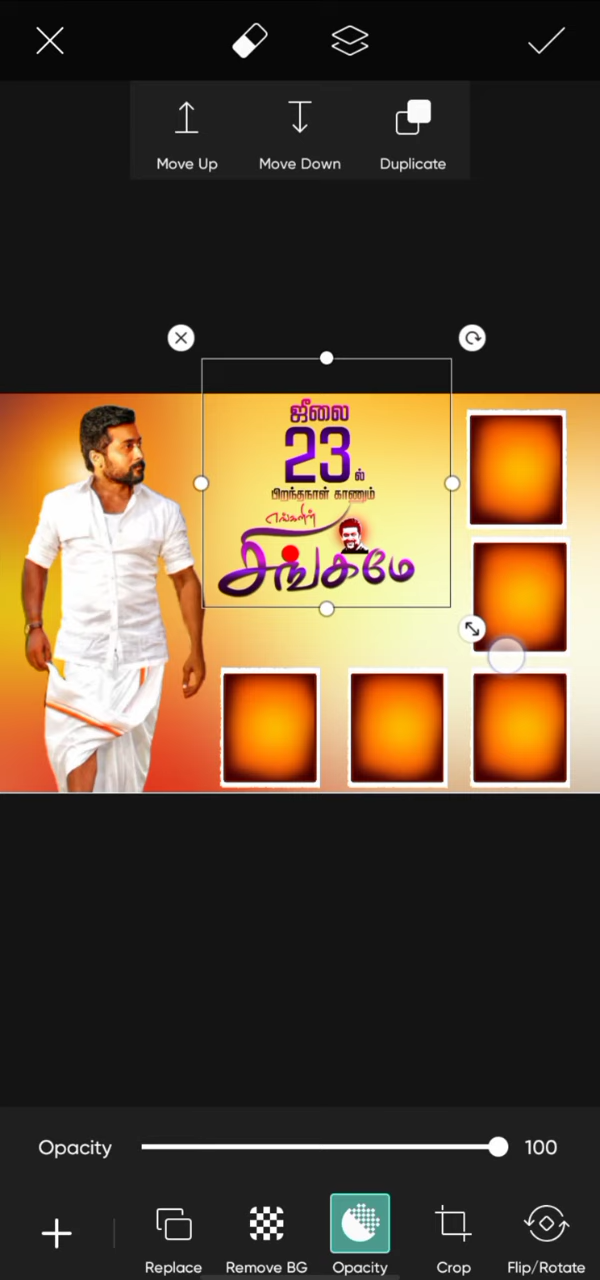 Move Up Move Down Duplicate
ஜீலை
23ல்
பிறந்தநாள் காணும்
எங்களின்
சிங்கமே
Opacity 100
Replace Remove BG Opacity Crop Flip/Rotate